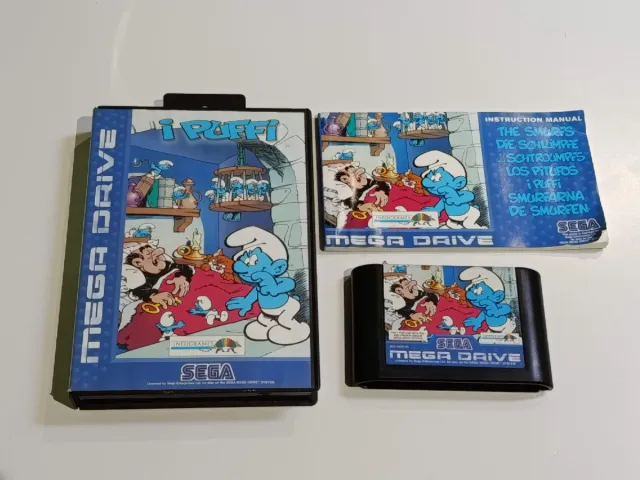 i PUFFI
MEGA DRIVE
INFOGRAMES
SEGA
INSTRUCTION MANUAL
THE SMURFS
DIE SCHLÜMPFE
LES SCHTROUMPFS
LOS PITUFOS
i PUFFI
SMURFARNA
DE SMURFEN
INFOGRAMES
SEGA
MEGA DRIVE
SEGA
MEGA DRIVE